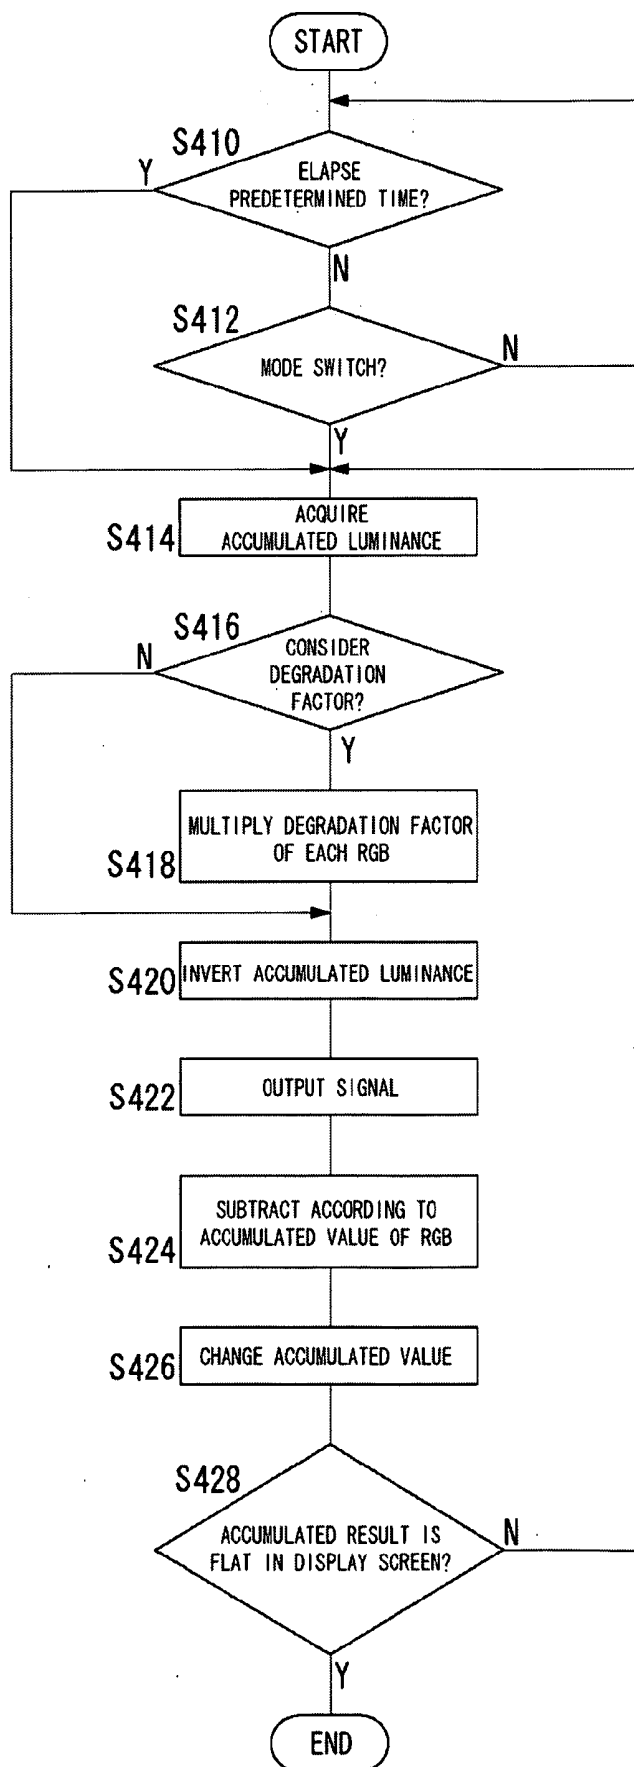 START
S410
Y
ELAPSE
PREDETERMINED TIME?
N
S412
MODE SWITCH?
N
Y
ACQUIRE
ACCUMULATED LUMINANCE
S414
S416
N
CONSIDER
DEGRADATION
FACTOR?
Y
MULTIPLY DEGRADATION FACTOR
OF EACH RGB
S418
INVERT ACCUMULATED LUMINANCE
S420
OUTPUT SIGNAL
S422
SUBTRACT ACCORDING TO
ACCUMULATED VALUE OF RGB
S424
CHANGE ACCUMULATED VALUE
S426
S428
ACCUMULATED RESULT IS
FLAT IN DISPLAY SCREEN?
N
Y
END